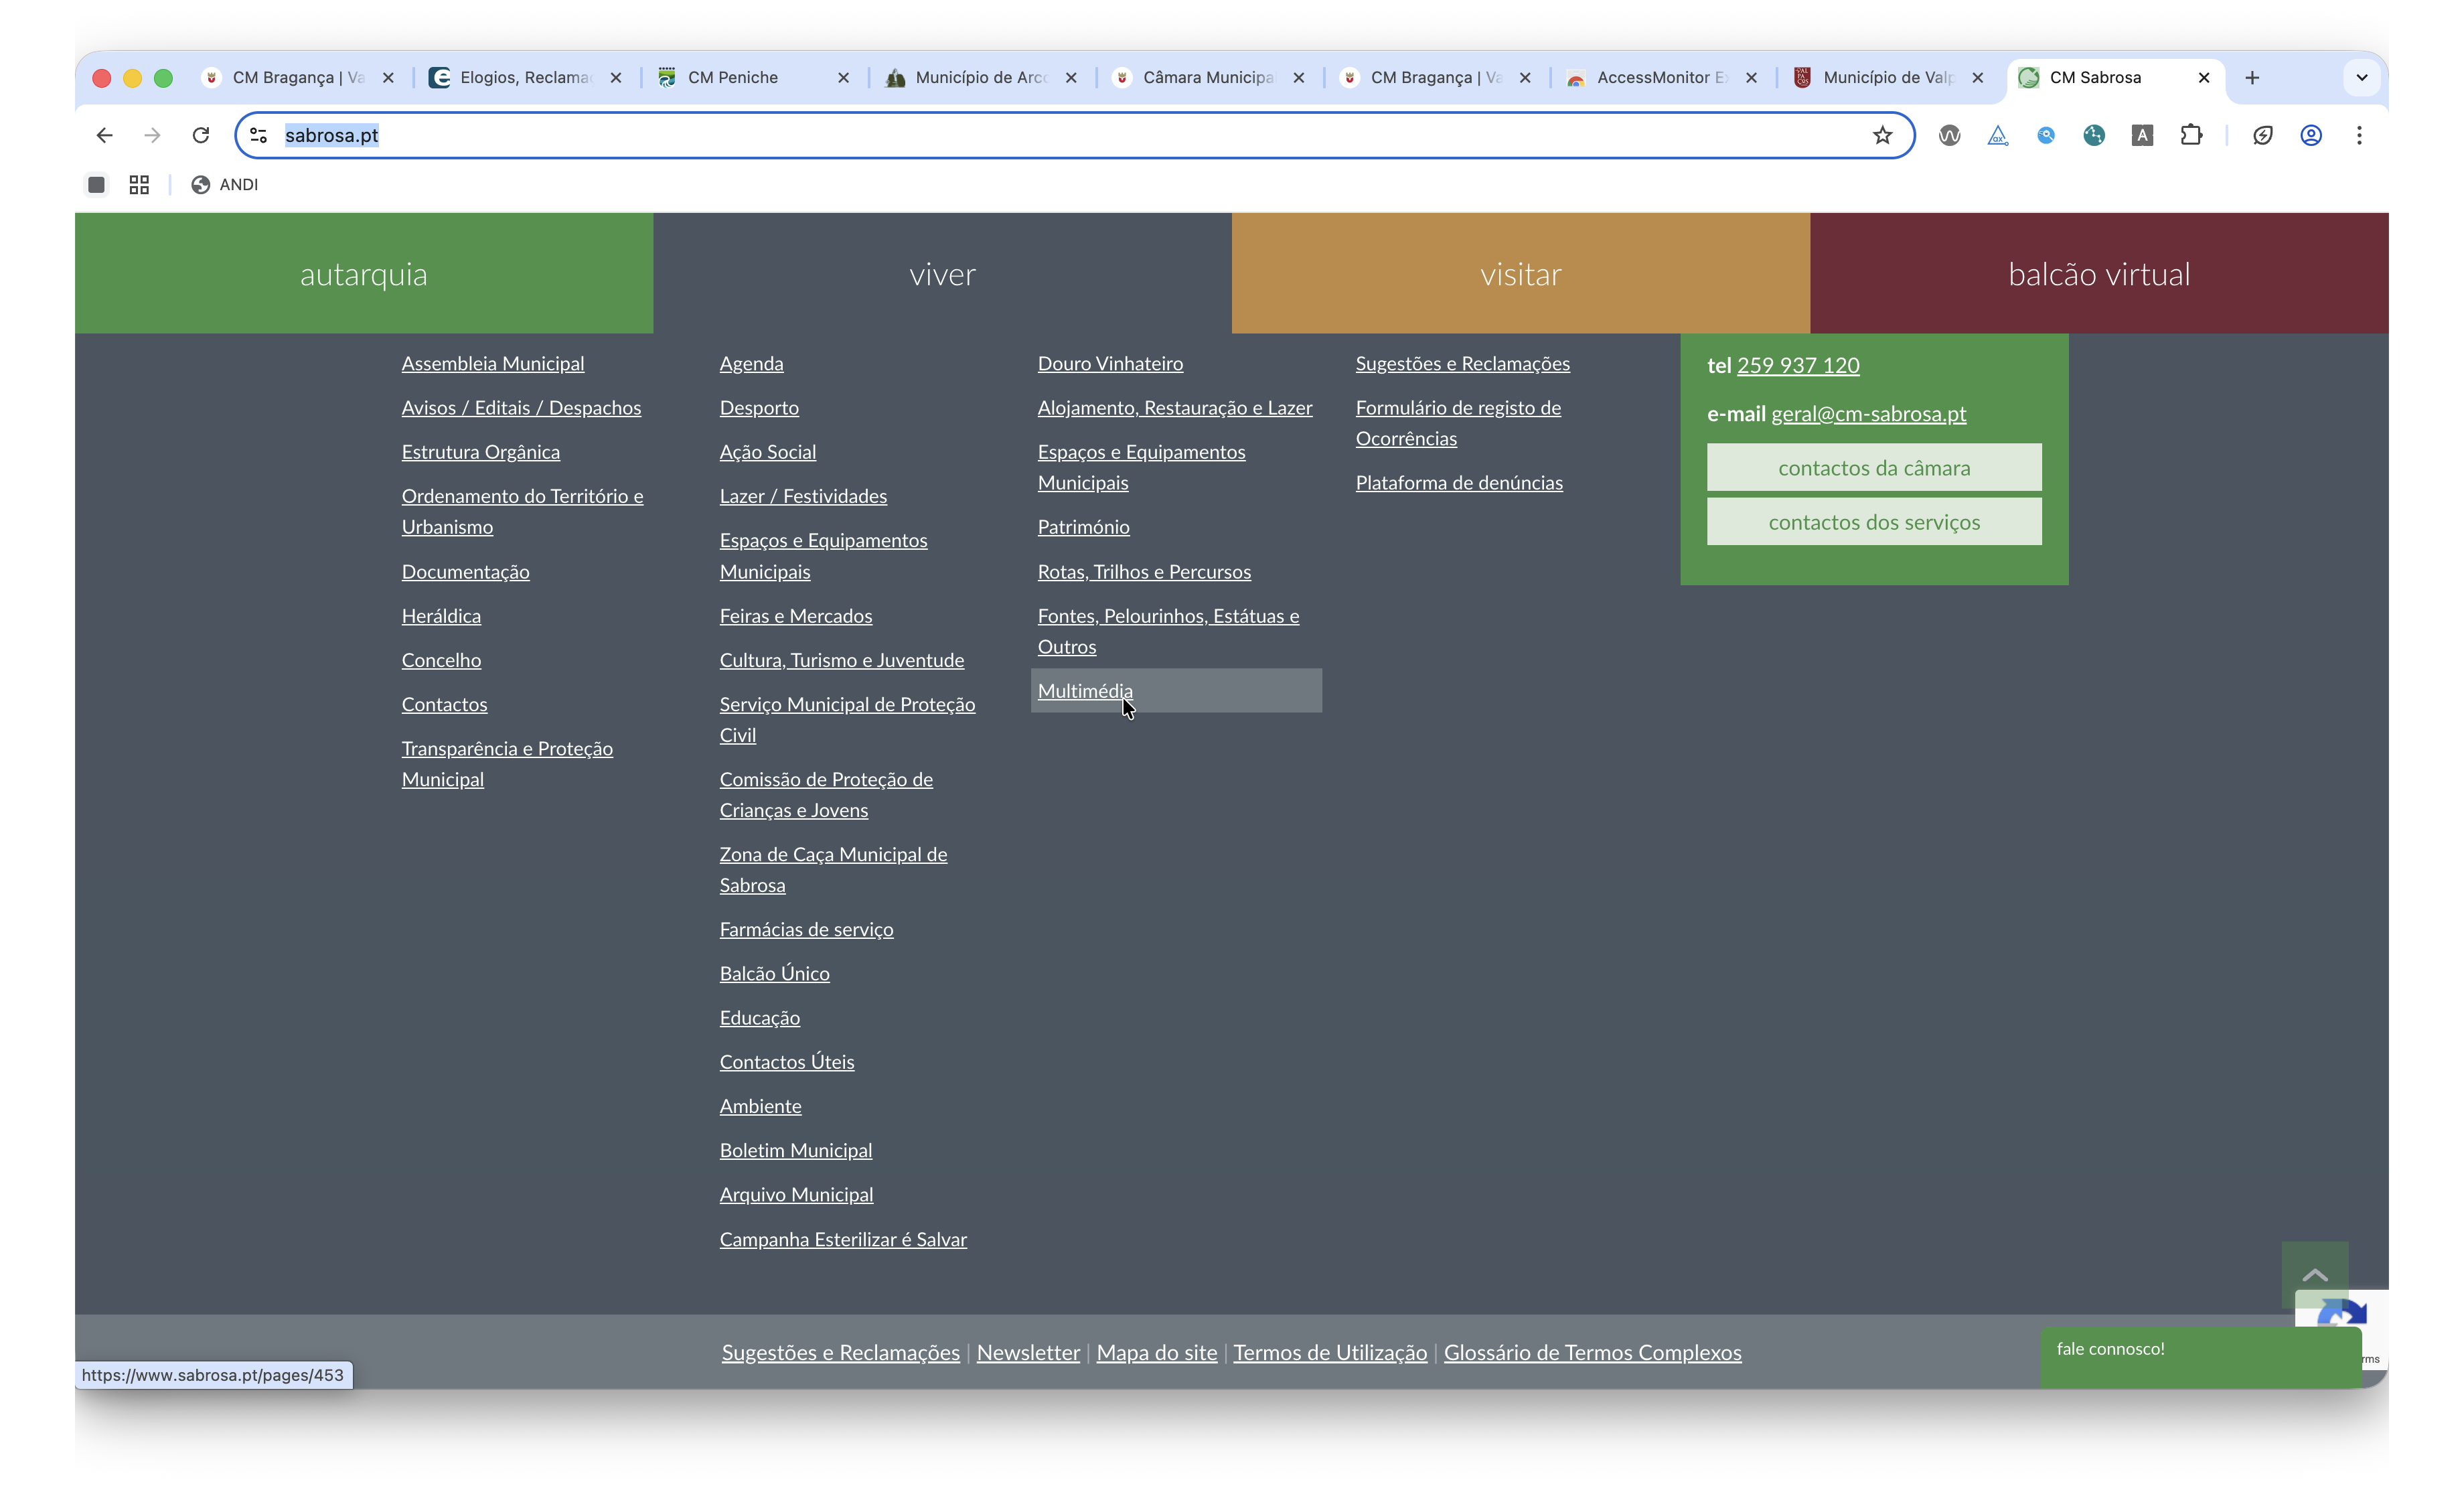 CM Bragança | Va
Elogios, Reclama
CM Peniche
Município de Arc
Câmara Municipa
CM Bragança | Va
AccessMonitor E
Município de Valp
CM Sabrosa
sabrosa.pt
ANDI
autarquia
viver
visitar
balcão virtual
Assembleia Municipal
Avisos / Editais / Despachos
Estrutura Orgânica
Ordenamento do Território e
Urbanismo
Documentação
Heráldica
Concelho
Contactos
Transparência e Proteção
Municipal
Agenda
Desporto
Ação Social
Lazer / Festividades
Espaços e Equipamentos
Municipais
Feiras e Mercados
Cultura, Turismo e Juventude
Serviço Municipal de Proteção
Civil
Comissão de Proteção de
Crianças e Jovens
Zona de Caça Municipal de
Sabrosa
Farmácias de serviço
Balcão Único
Educação
Contactos Úteis
Ambiente
Boletim Municipal
Arquivo Municipal
Campanha Esterilizar é Salvar
Douro Vinhateiro
Alojamento, Restauração e Lazer
Espaços e Equipamentos
Municipais
Património
Rotas, Trilhos e Percursos
Fontes, Pelourinhos, Estátuas e
Outros
Multimédia
Sugestões e Reclamações
Formulário de registo de
Ocorrências
Plataforma de denúncias
tel 259 937 120
e-mail geral@cm-sabrosa.pt
contactos da câmara
contactos dos serviços
Sugestões e Reclamações | Newsletter | Mapa do site | Termos de Utilização | Glossário de Termos Complexos
fale connosco!
https://www.sabrosa.pt/pages/453